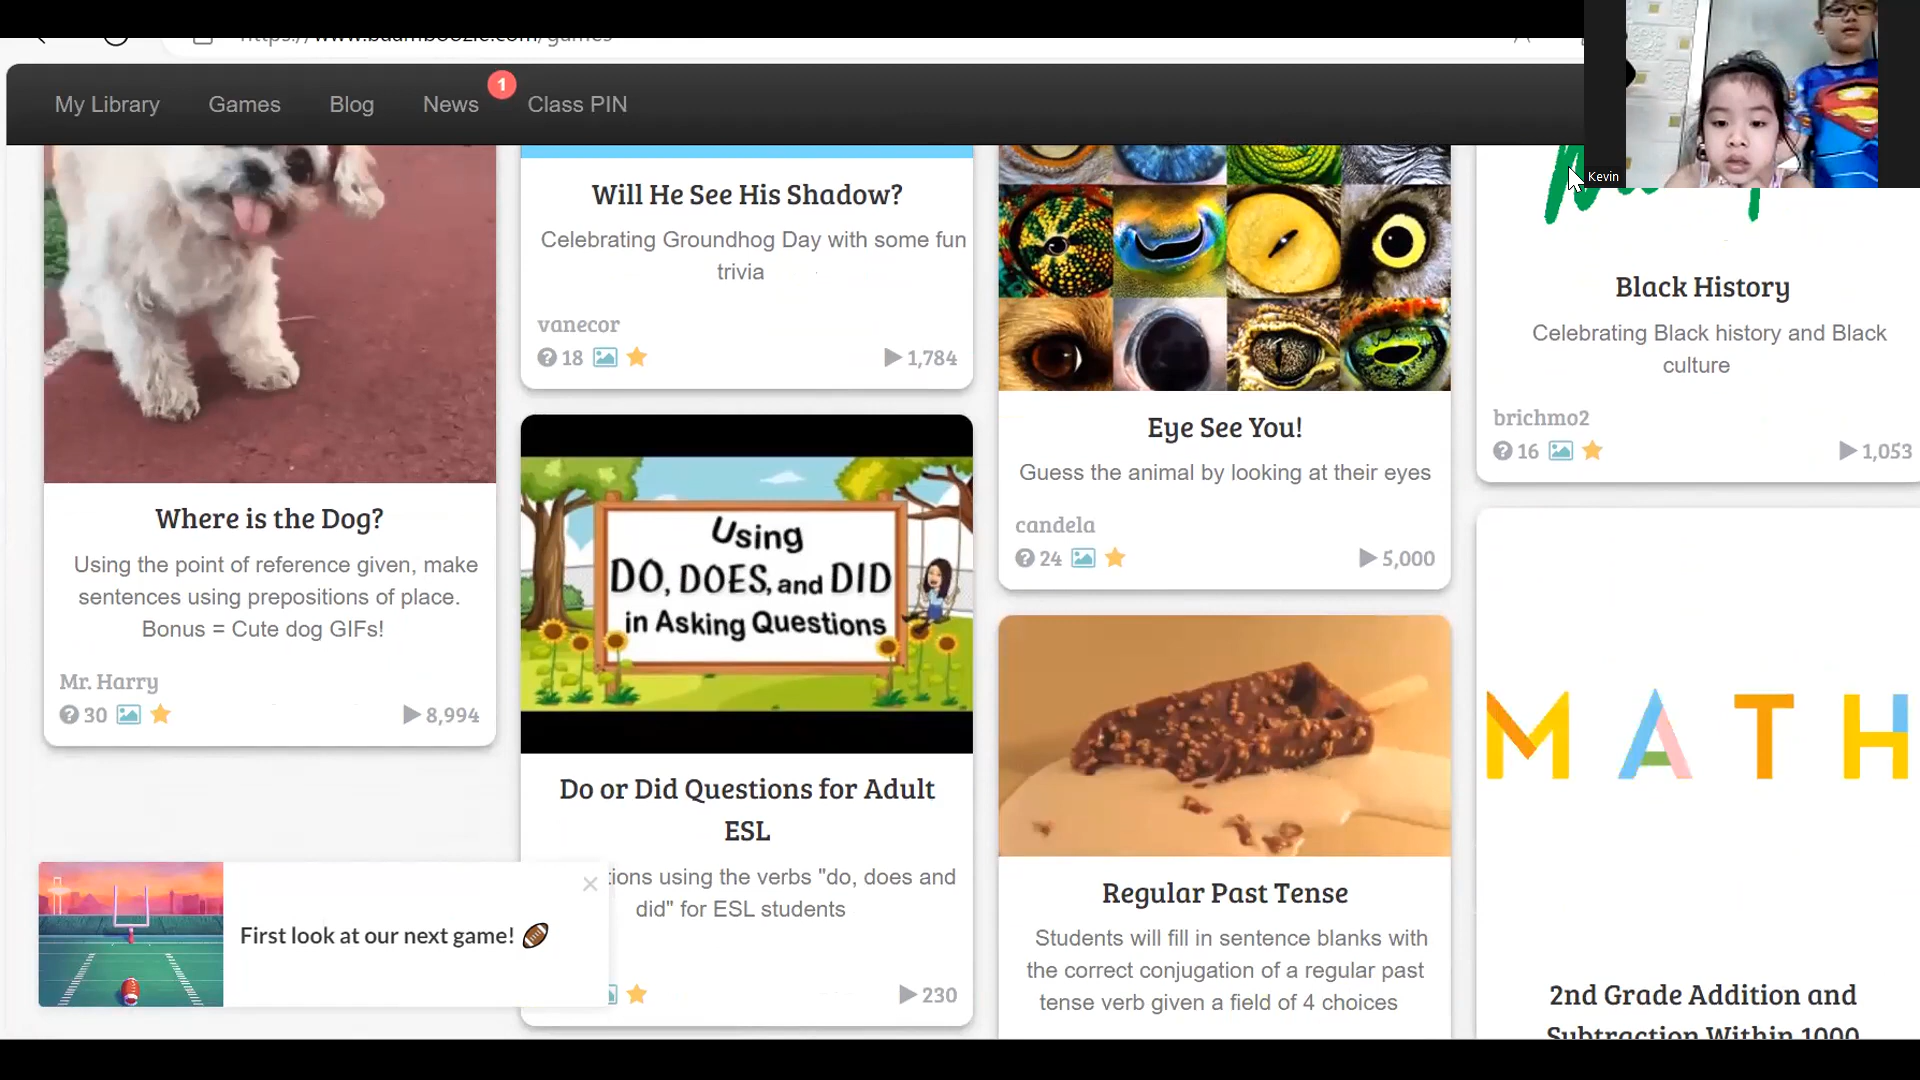 My Library
Games
Blog
News
1
Class PIN
Kevin
Where is the Dog?
Using the point of reference given, make
sentences using prepositions of place.
Bonus = Cute dog GIFs!
Mr. Harry
30
8,994
First look at our next game!
Will He See His Shadow?
Celebrating Groundhog Day with some fun
trivia
vanecor
18
1,784
Using
DO, DOES, and DID
in Asking Questions
Do or Did Questions for Adult
ESL
using the verbs "do, does and
did" for ESL students
230
Eye See You!
Guess the animal by looking at their eyes
candela
24
5,000
Regular Past Tense
Students will fill in sentence blanks with
the correct conjugation of a regular past
tense verb given a field of 4 choices
Black History
Celebrating Black history and Black
culture
brichmo2
16
1,053
MATH
2nd Grade Addition and
Subtraction Within 1000